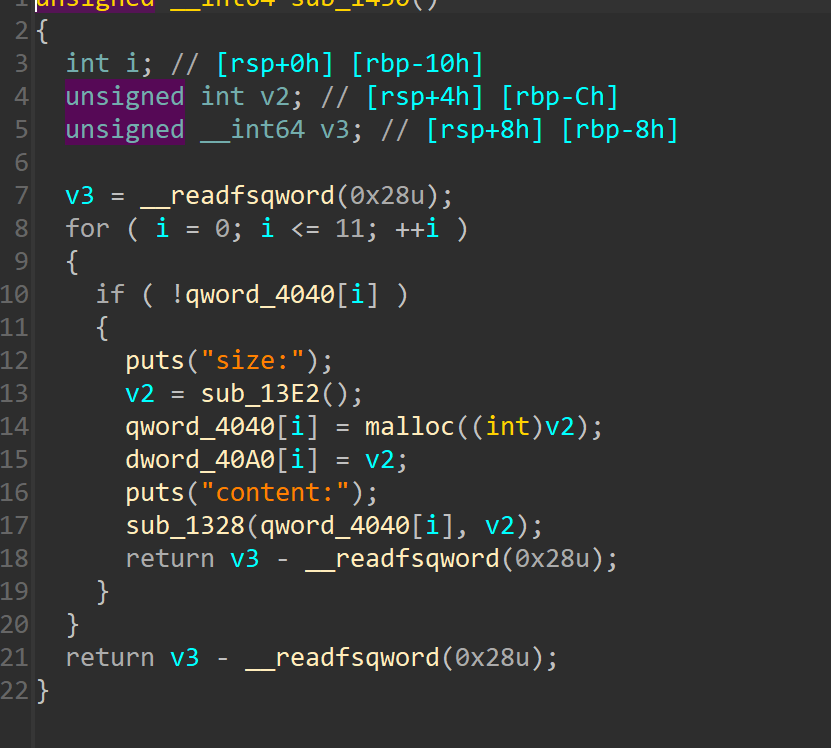 1 unsigned __int64 sub_1436()
2 {
3 int i; // [rsp+0h] [rbp-10h]
4 unsigned int v2; // [rsp+4h] [rbp-Ch]
5 unsigned __int64 v3; // [rsp+8h] [rbp-8h]
6
7 v3 = __readfsqword(0x28u);
8 for ( i = 0; i <= 11; ++i )
9 {
10 if ( !qword_4040[i] )
11 {
12 puts("size:");
13 v2 = sub_13E2();
14 qword_4040[i] = malloc((int)v2);
15 dword_40A0[i] = v2;
16 puts("content:");
17 sub_1328(qword_4040[i], v2);
18 return v3 - __readfsqword(0x28u);
19 }
20 }
21 return v3 - __readfsqword(0x28u);
22 }